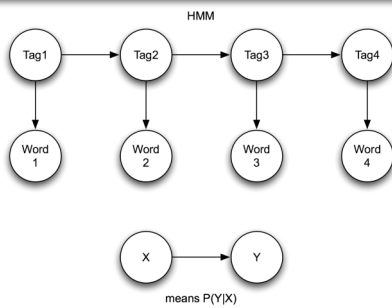 HMM
Tag1 Tag2 Tag3 Tag4
Word Word Word Word
1 2 3 4
X Y
means P(Y|X)